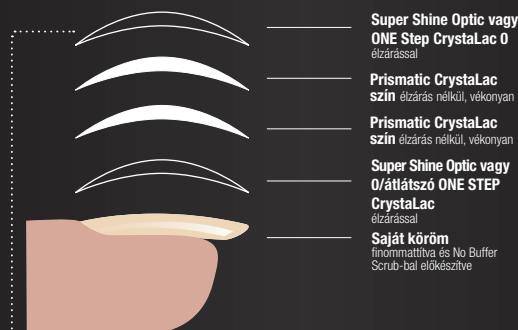 Super Shine Optic vagy
ONE Step CrystaLac 0
élzárással
Prismatic CrystaLac
szín élzárás nélkül, vékonyan
Prismatic CrystaLac
szín élzárás nélkül, vékonyan
Super Shine Optic vagy
0/átlátszó ONE STEP
CrystaLac
élzárással
Saját köröm
finommattítva és No Buffer
Scrub-bal előkészítve